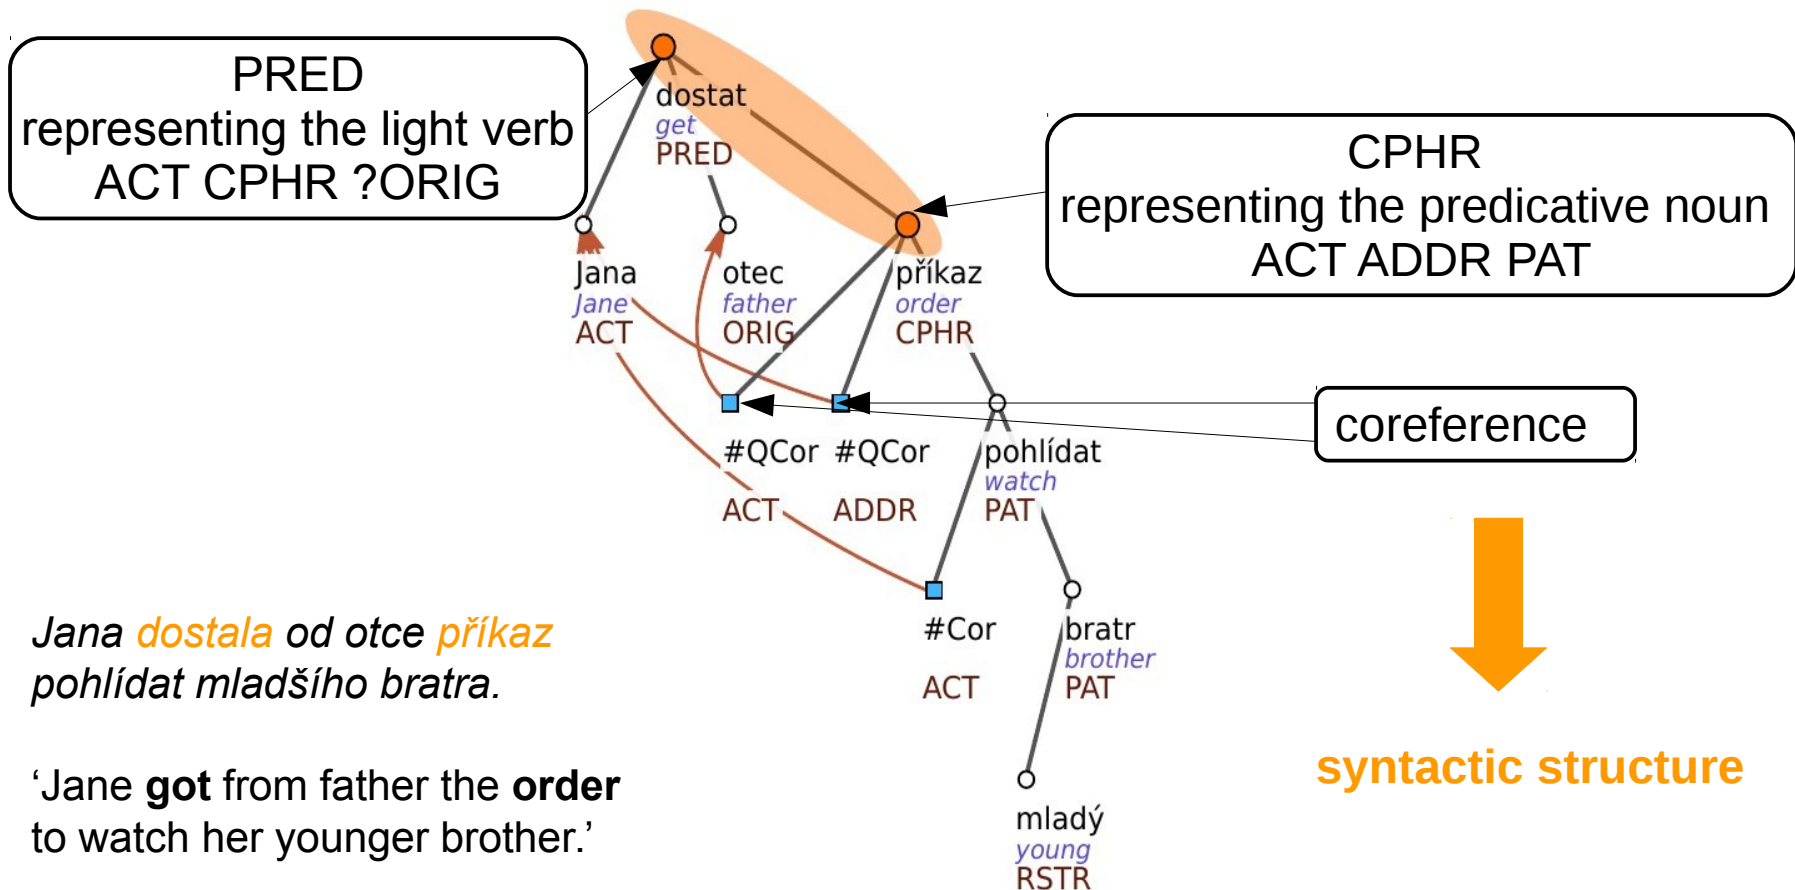 PRED
representing the light verb
ACT CPHR ?ORIG
dostat
get
PRED
CPHR
representing the predicative noun
ACT ADDR PAT
Jana
Jane
ACT
otec
father
ORIG
příkaz
order
CPHR
coreference
#QCor
ACT
#QCor
ADDR
pohlídat
watch
PAT
#Cor
ACT
bratr
brother
PAT
mladý
young
RSTR
Jana dostala od otce příkaz
pohlídat mladšího bratra.
‘Jane got from father the order
to watch her younger brother.’
syntactic structure